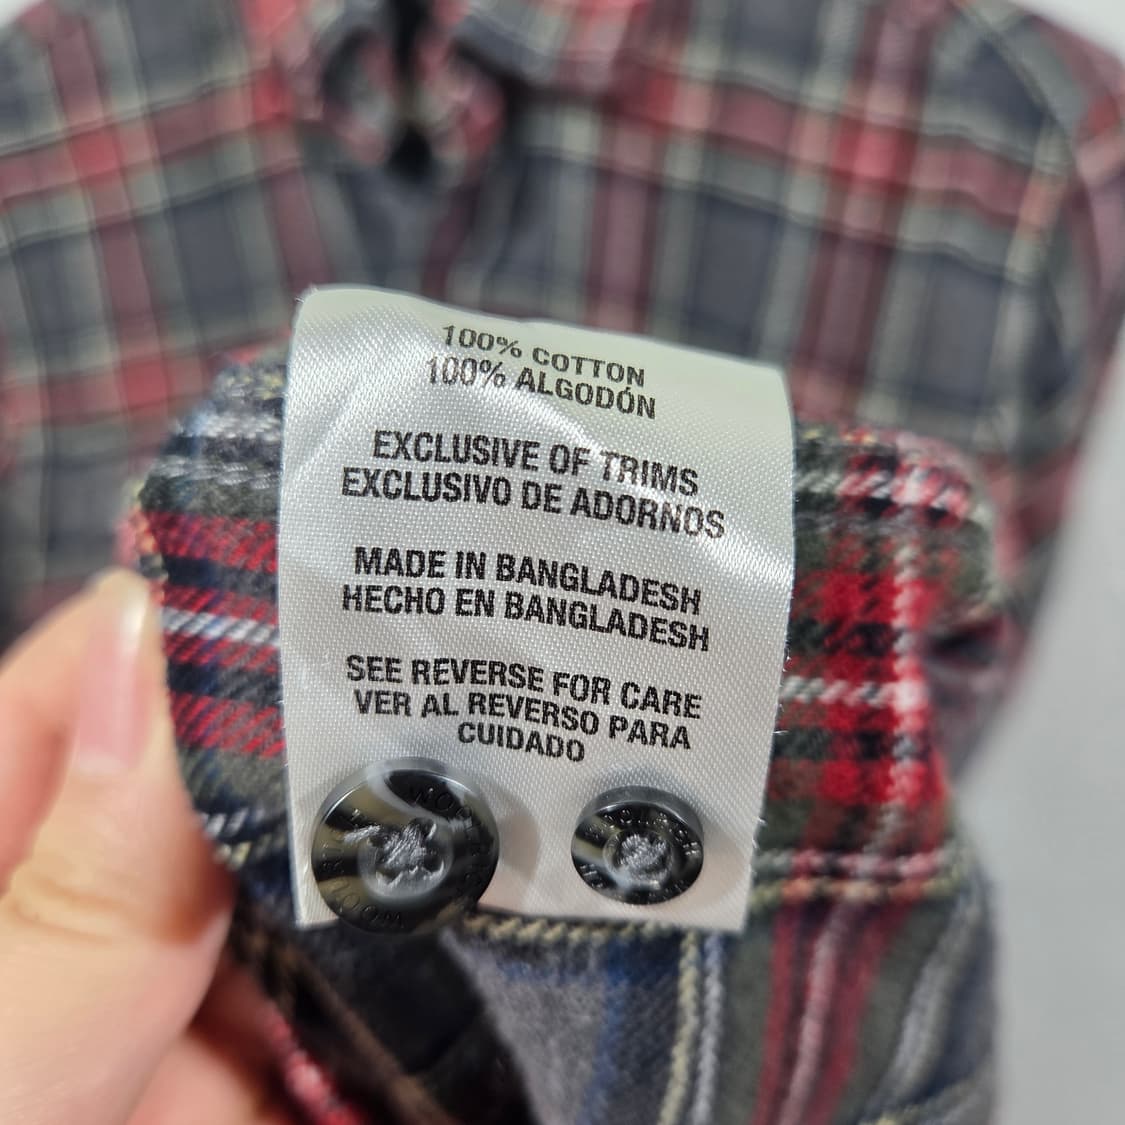 100% COTTON
100% ALGODÓN
EXCLUSIVE OF TRIMS
EXCLUSIVO DE ADORNOS
MADE IN BANGLADESH
HECHO EN BANGLADESH
SEE REVERSE FOR CARE
VER AL REVERSO PARA
CUIDADO